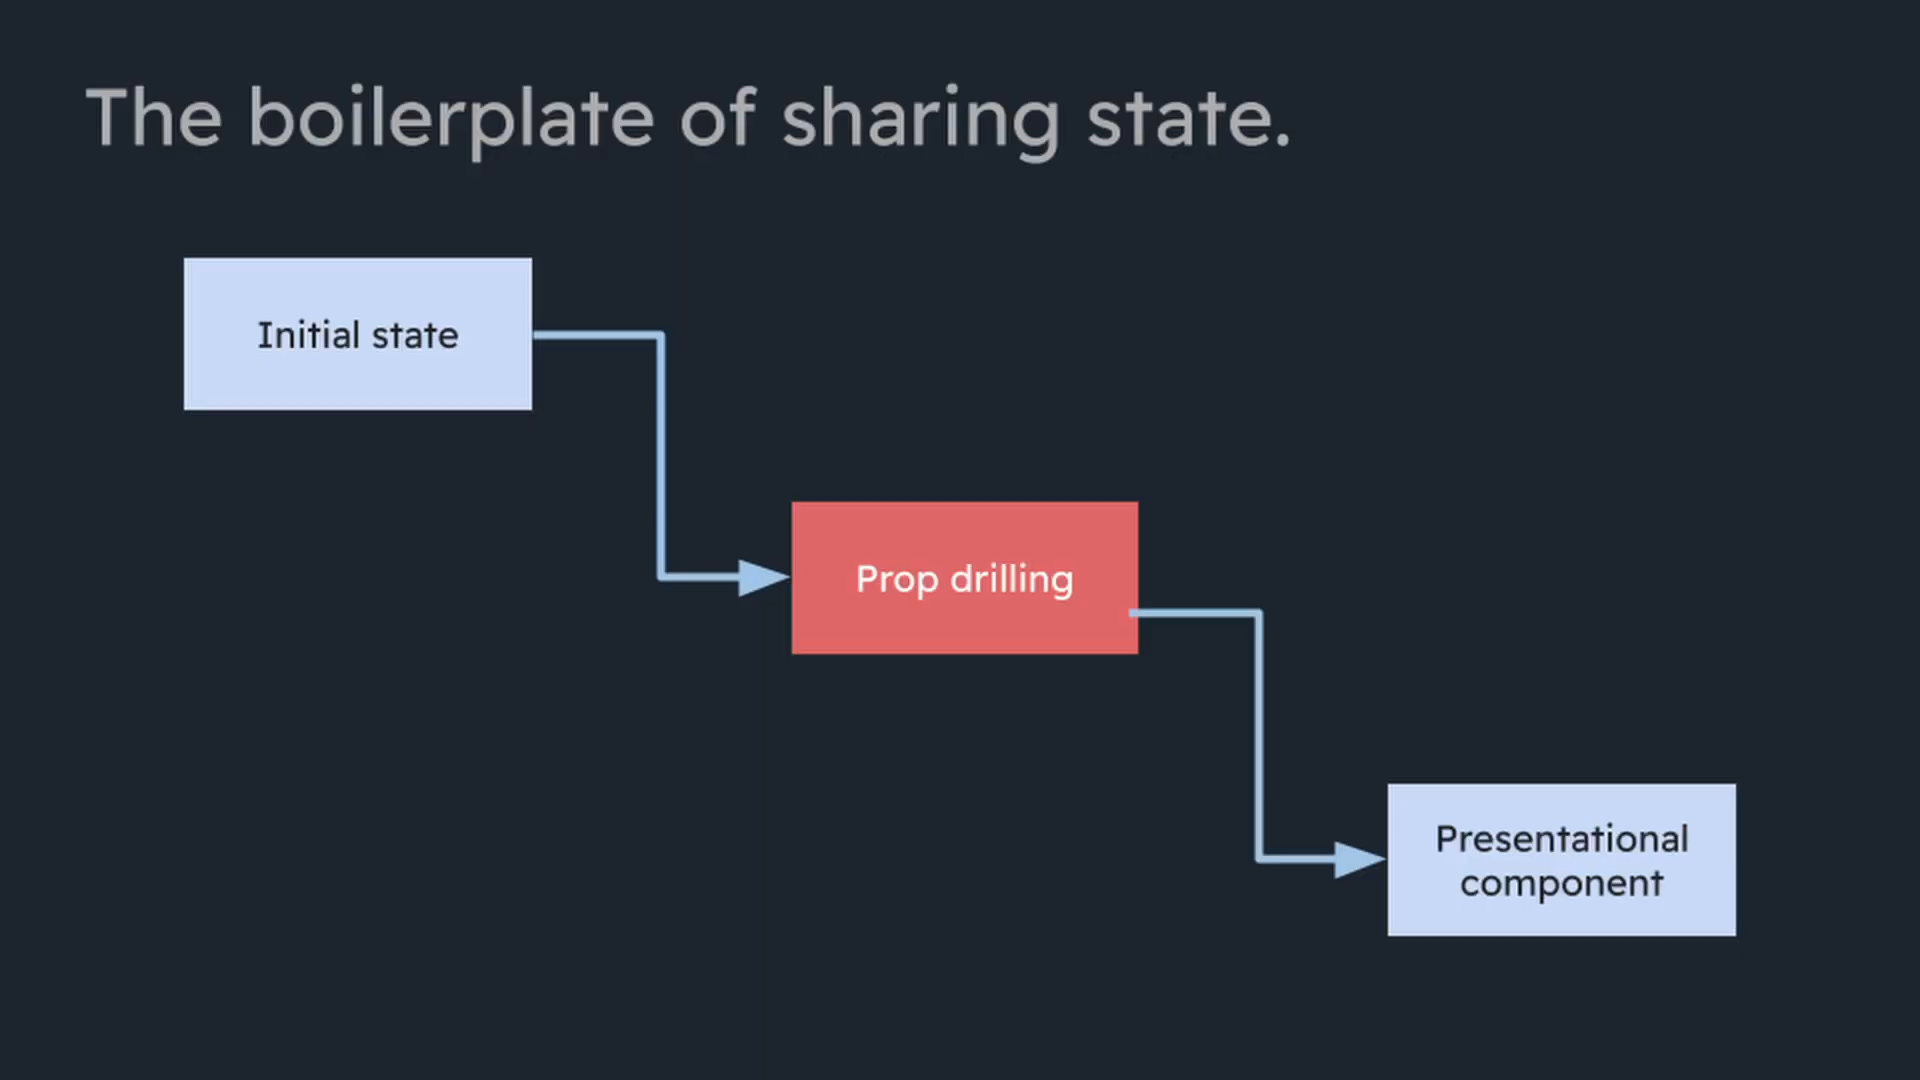 The boilerplate of sharing state.
Initial state
Prop drilling
Presentational
component